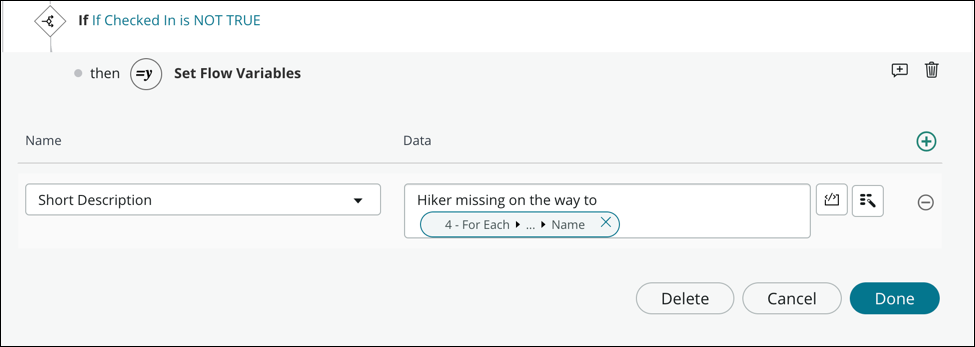 If If Checked In is NOT TRUE
then =y Set Flow Variables
Name Data
Short Description Hiker missing on the way to
4 - For Each ▸ ... ▸ Name
Delete Cancel Done